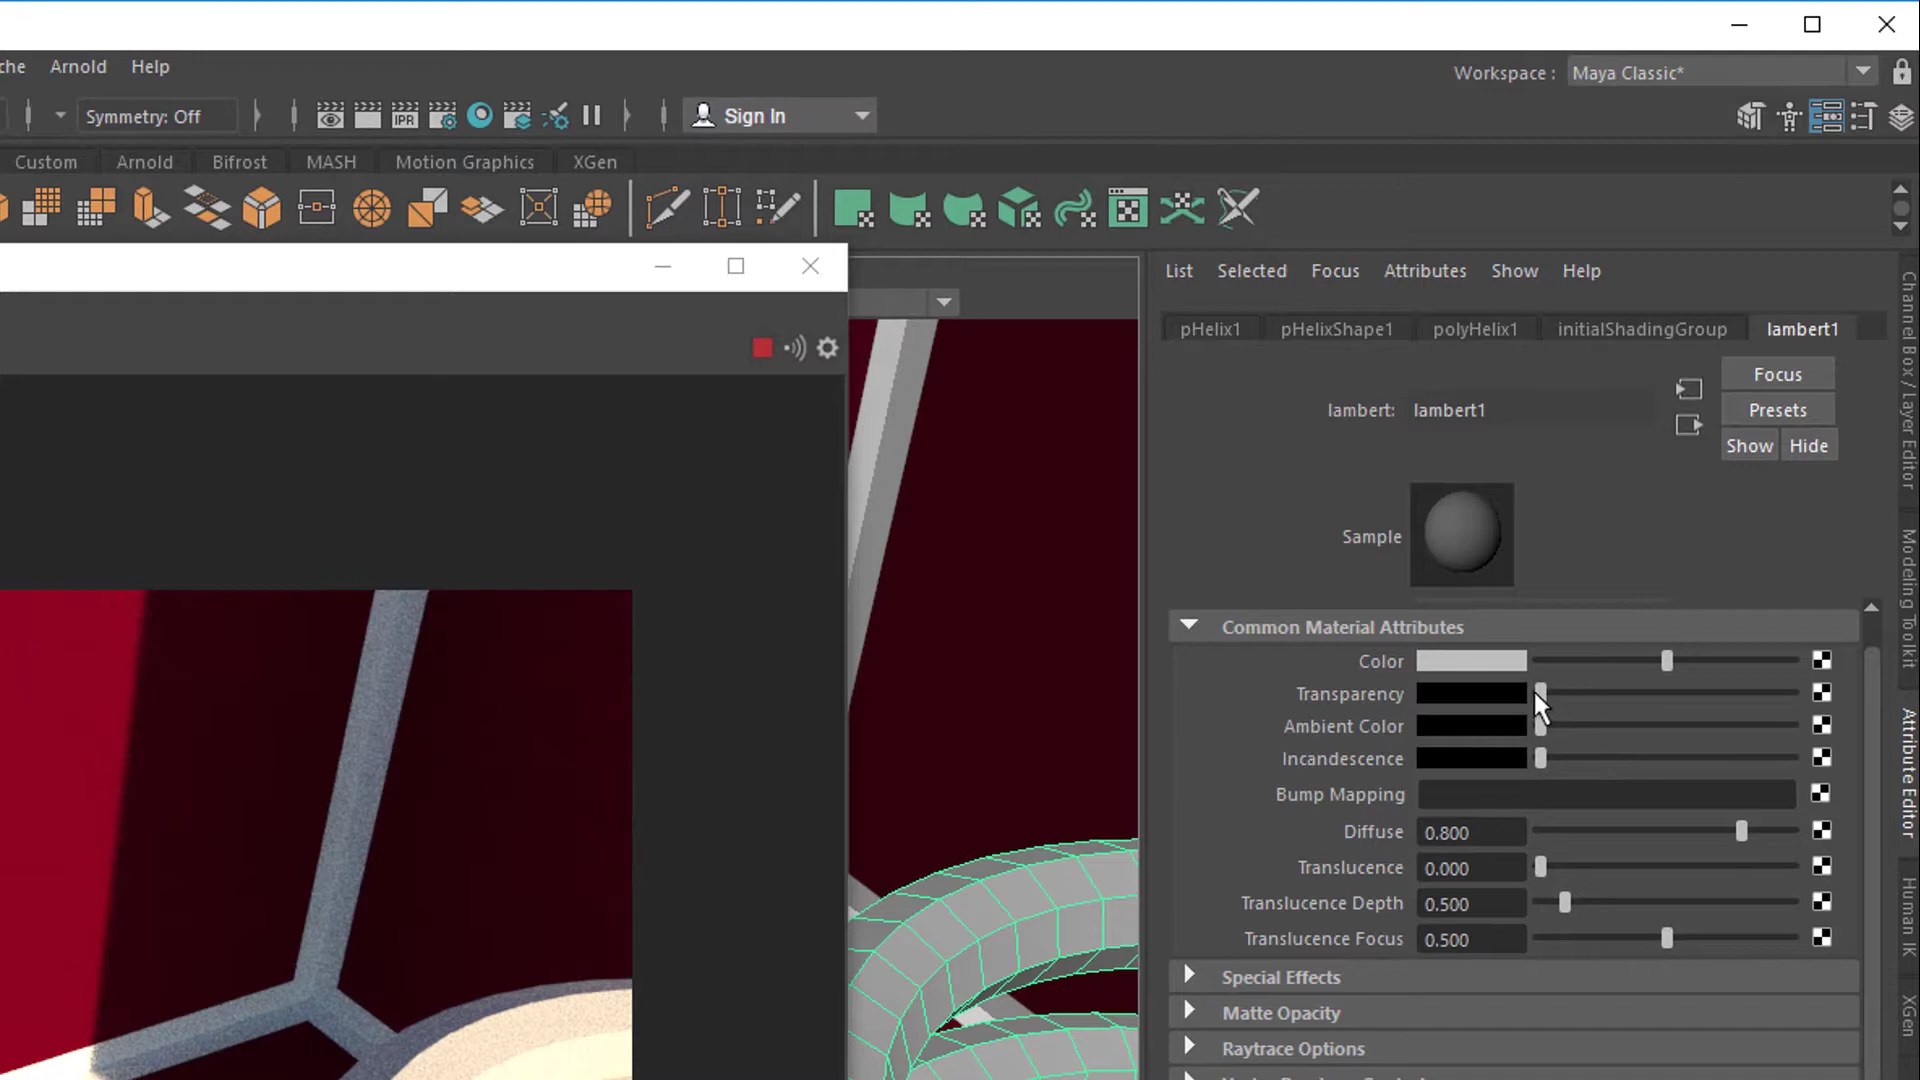 che Arnold Help
Workspace : Maya Classic*
Symmetry: Off
IPR
Sign In
Custom Arnold Bifrost MASH Motion Graphics XGen
List Selected Focus Attributes Show Help
pHelix1 pHelixShape1 polyHelix1 initialShadingGroup lambert1
Focus
lambert: lambert1
Presets
Show Hide
Sample
Common Material Attributes
Color
Transparency
Ambient Color
Incandescence
Bump Mapping
Diffuse 0.800
Translucence 0.000
Translucence Depth 0.500
Translucence Focus 0.500
Special Effects
Matte Opacity
Raytrace Options
Channel Box / Layer Editor
Modeling Toolkit
Attribute Editor
Human IK
XGen